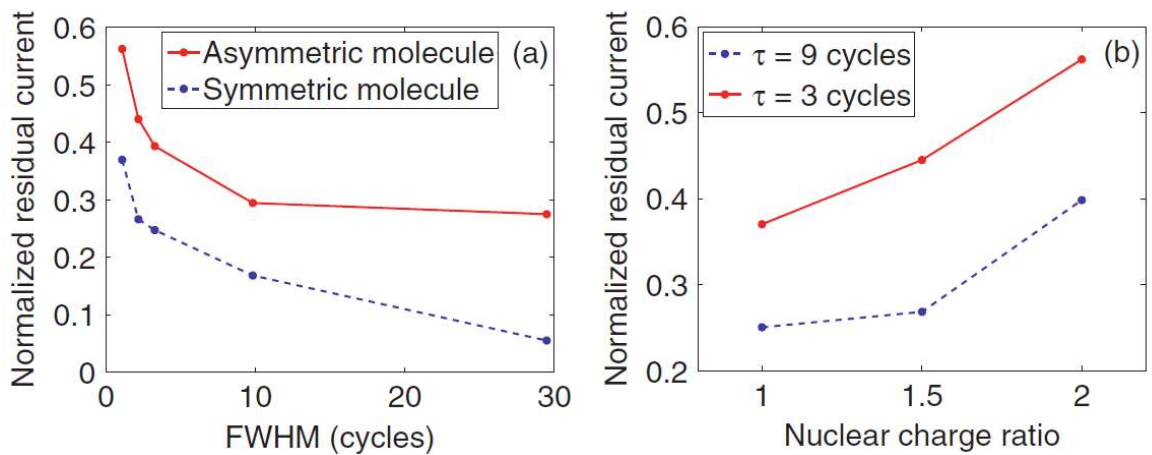 0.6
0.5
0.4
0.3
0.2
0.1
0
Normalized residual current
Asymmetric molecule
Symmetric molecule
(a)
0 10 20 30
FWHM (cycles)
0.6
0.5
0.4
0.3
0.2
Normalized residual current
τ = 9 cycles
τ = 3 cycles
(b)
1 1.5 2
Nuclear charge ratio